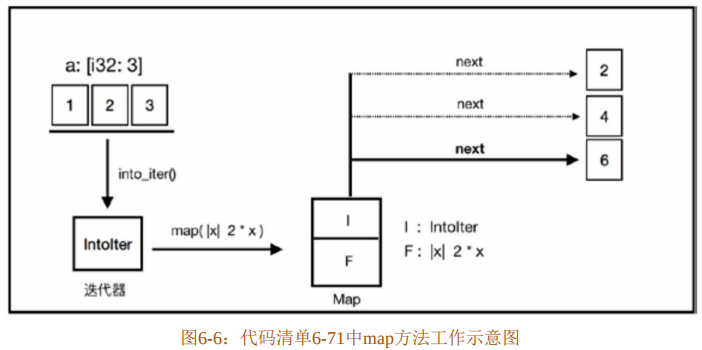 a: [i32: 3]
1 2 3
into_iter()
IntoIter
迭代器
map( |x| 2 * x )
I
F
Map
I : IntoIter
F : |x| 2 * x
next
2
next
4
next
6
图6-6：代码清单6-71中map方法工作示意图